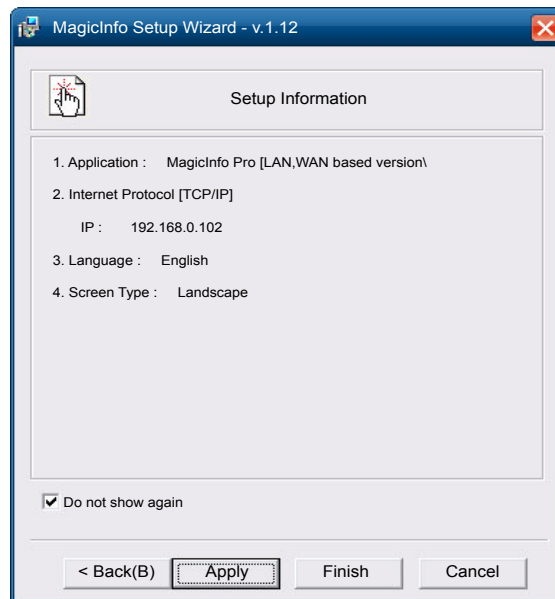 MagicInfo Setup Wizard - v.1.12
Setup Information
1. Application : MagicInfo Pro [LAN,WAN based version\
2. Internet Protocol [TCP/IP]
IP : 192.168.0.102
3. Language : English
4. Screen Type : Landscape
Do not show again
< Back(B) Apply Finish Cancel